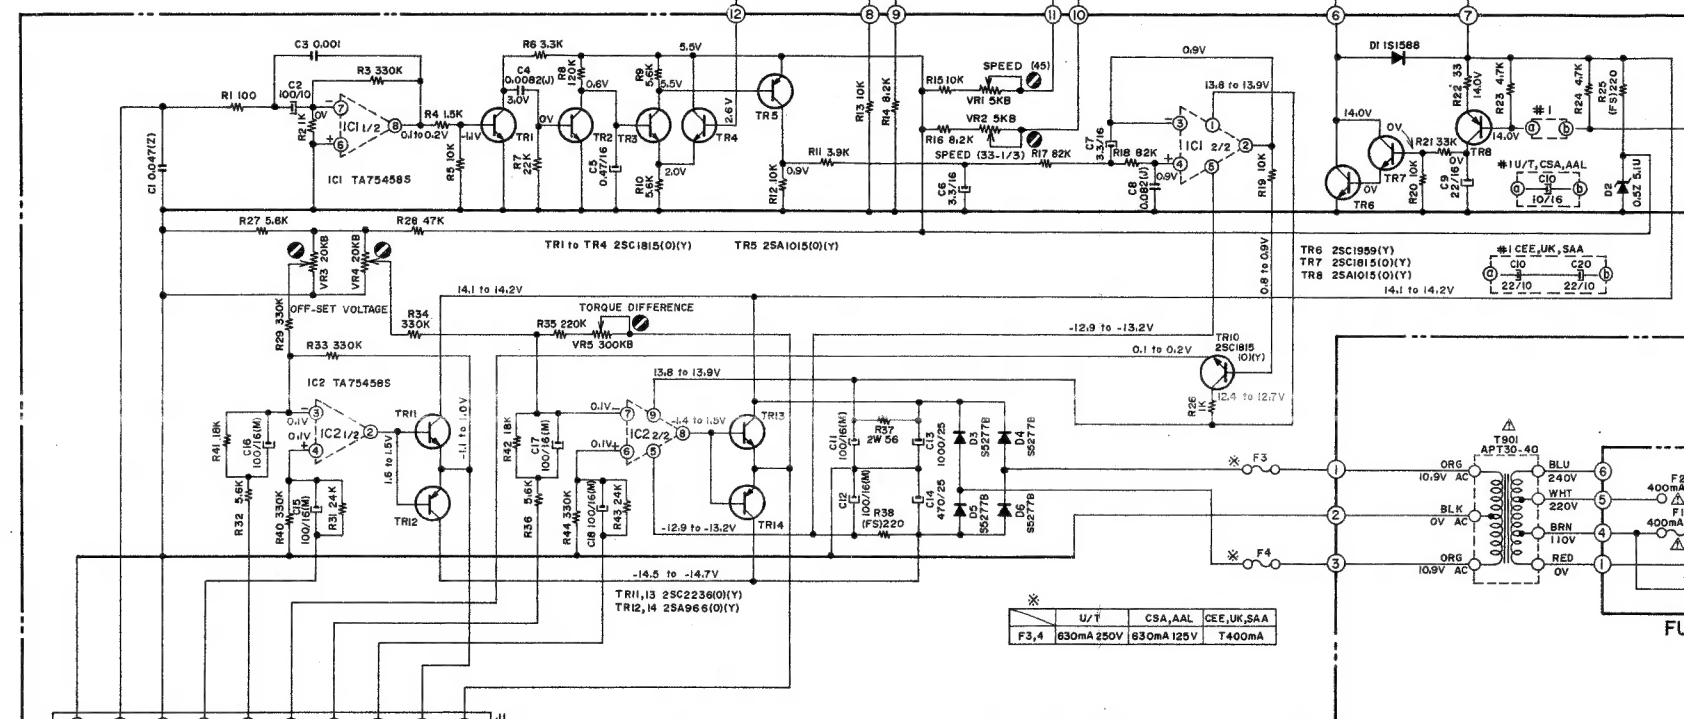 12
8
9
11
10
6
7
C3 0.001
R3 330K
C2
100/10
R1 100
R2 1K
7
0V
6
IC1 1/2
8
0.1 to 0.2V
IC1 TA75458S
C1 0.047(Z)
R4 1.5K
-1.1V
R5 10K
R6 3.3K
C4
0.0082(J)
3.0V
TR1
0V
R7
22K
R8
120K
0.6V
TR2
C5
0.47/16
R9
5.6K
5.5V
5.5V
TR3
TR4
2.6V
2.0V
R10
5.6K
TR5
0.9V
R12 10K
R11 3.9K
R13 10K
R14 8.2K
R15 10K
SPEED (45)
VR1 5KB
VR2 5KB
R16 8.2K
SPEED (33-1/3)
R17 82K
C6
3.3/16
C7
3.3/16
R18 82K
C8
0.082(J)
0.9V
0.9V
13.8 to 13.9V
3
1
4
5
2
IC1 2/2
R19 10K
0.8 to 0.9V
D1 1S1588
14.0V
TR6
0V
TR7
0V
R21 33K
R20 10K
0V
C9
22/16
R22 33
14.0V
TR8
R23 4.7K
14.0V
#1
a
b
R24 4.7K
R25
(FS)220
#1 U/T,CSA,AAL
a
C10
b
10/16
D2
0.5Z 5.1U
R27 5.6K
R28 47K
TR1 to TR4 2SC1815(O)(Y)
TR5 2SA1015(O)(Y)
TR6 2SC1959(Y)
TR7 2SC1815(O)(Y)
TR8 2SA1015(O)(Y)
#1 CEE,UK,SAA
a
C10
C20
b
22/10
22/10
VR3 20KB
VR4 20KB
OFF-SET VOLTAGE
R29 330K
R33 330K
R34
330K
14.1 to 14.2V
14.1 to 14.2V
TORQUE DIFFERENCE
R35 220K
VR5 300KB
-12.9 to -13.2V
0.1 to 0.2V
TR10
2SC1815
(O)(Y)
R26
1K
12.4 to 12.7V
IC2 TA75458S
3
0.1V
0.1V
4
IC2 1/2
2
R41 18K
C16
100/16(M)
R32 5.6K
R40 330K
C15
100/16(M)
R31 24K
1.6 to 1.5V
TR11
TR12
-1.1 to 1.0V
R42 18K
C17
100/16(M)
0.1V
7
0.1V
6
9
5
8
IC2 2/2
13.8 to 13.9V
-1.4 to 1.5V
TR13
TR14
R36 5.6K
R44 330K
C18 100/16(M)
R43 24K
-12.9 to -13.2V
C11
100/16(M)
C12
100/16(M)
R37
2W 56
R38
(FS)220
C13
1000/25
C14
470/25
D3
S5277B
D4
S5277B
D5
S5277B
D6
S5277B
-14.5 to -14.7V
TR11,13 2SC2236(O)(Y)
TR12,14 2SA966(O)(Y)
※ F3
※ F4
1
2
3
ORG
10.9V AC
BLK
0V AC
ORG
10.9V AC
T901
APT30-40
BLU
240V
WHT
220V
BRN
110V
RED
0V
6
5
4
1
F2
400mA
F1
400mA
※
U/T CSA,AAL CEE,UK,SAA
F3,4 630mA 250V 630mA 125V T400mA
FU